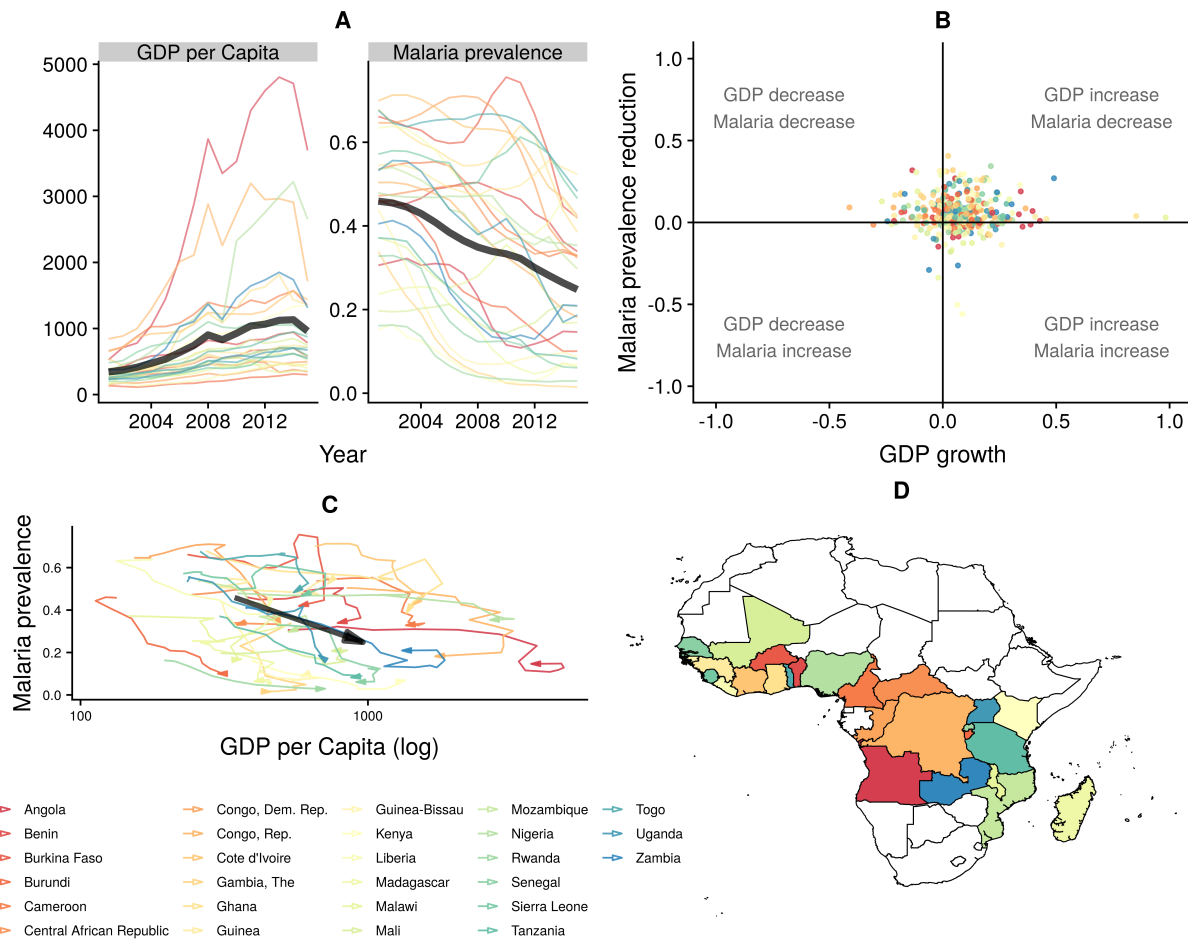 A
GDP per Capita
Malaria prevalence
5000
4000
3000
2000
1000
0
0.6
0.4
0.2
0.0
2004 2008 2012
2004 2008 2012
Year
B
Malaria prevalence reduction
1.0
0.5
0.0
-0.5
-1.0
GDP decrease
Malaria decrease
GDP increase
Malaria decrease
GDP decrease
Malaria increase
GDP increase
Malaria increase
-1.0 -0.5 0.0 0.5 1.0
GDP growth
C
Malaria prevalence
0.6
0.4
0.2
0.0
100 1000
GDP per Capita (log)
D
Angola
Benin
Burkina Faso
Burundi
Cameroon
Central African Republic
Congo, Dem. Rep.
Congo, Rep.
Cote d'Ivoire
Gambia, The
Ghana
Guinea
Guinea-Bissau
Kenya
Liberia
Madagascar
Malawi
Mali
Mozambique
Nigeria
Rwanda
Senegal
Sierra Leone
Tanzania
Togo
Uganda
Zambia